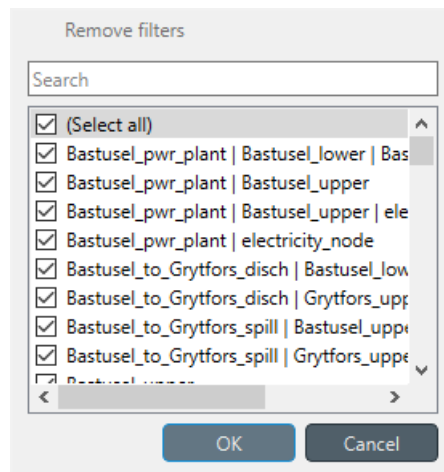 Remove filters
Search
(Select all)
Bastusel_pwr_plant | Bastusel_lower | Bas
Bastusel_pwr_plant | Bastusel_upper
Bastusel_pwr_plant | Bastusel_upper | ele
Bastusel_pwr_plant | electricity_node
Bastusel_to_Grytfors_disch | Bastusel_low
Bastusel_to_Grytfors_disch | Grytfors_upp
Bastusel_to_Grytfors_spill | Bastusel_uppe
Bastusel_to_Grytfors_spill | Grytfors_uppe
OK Cancel